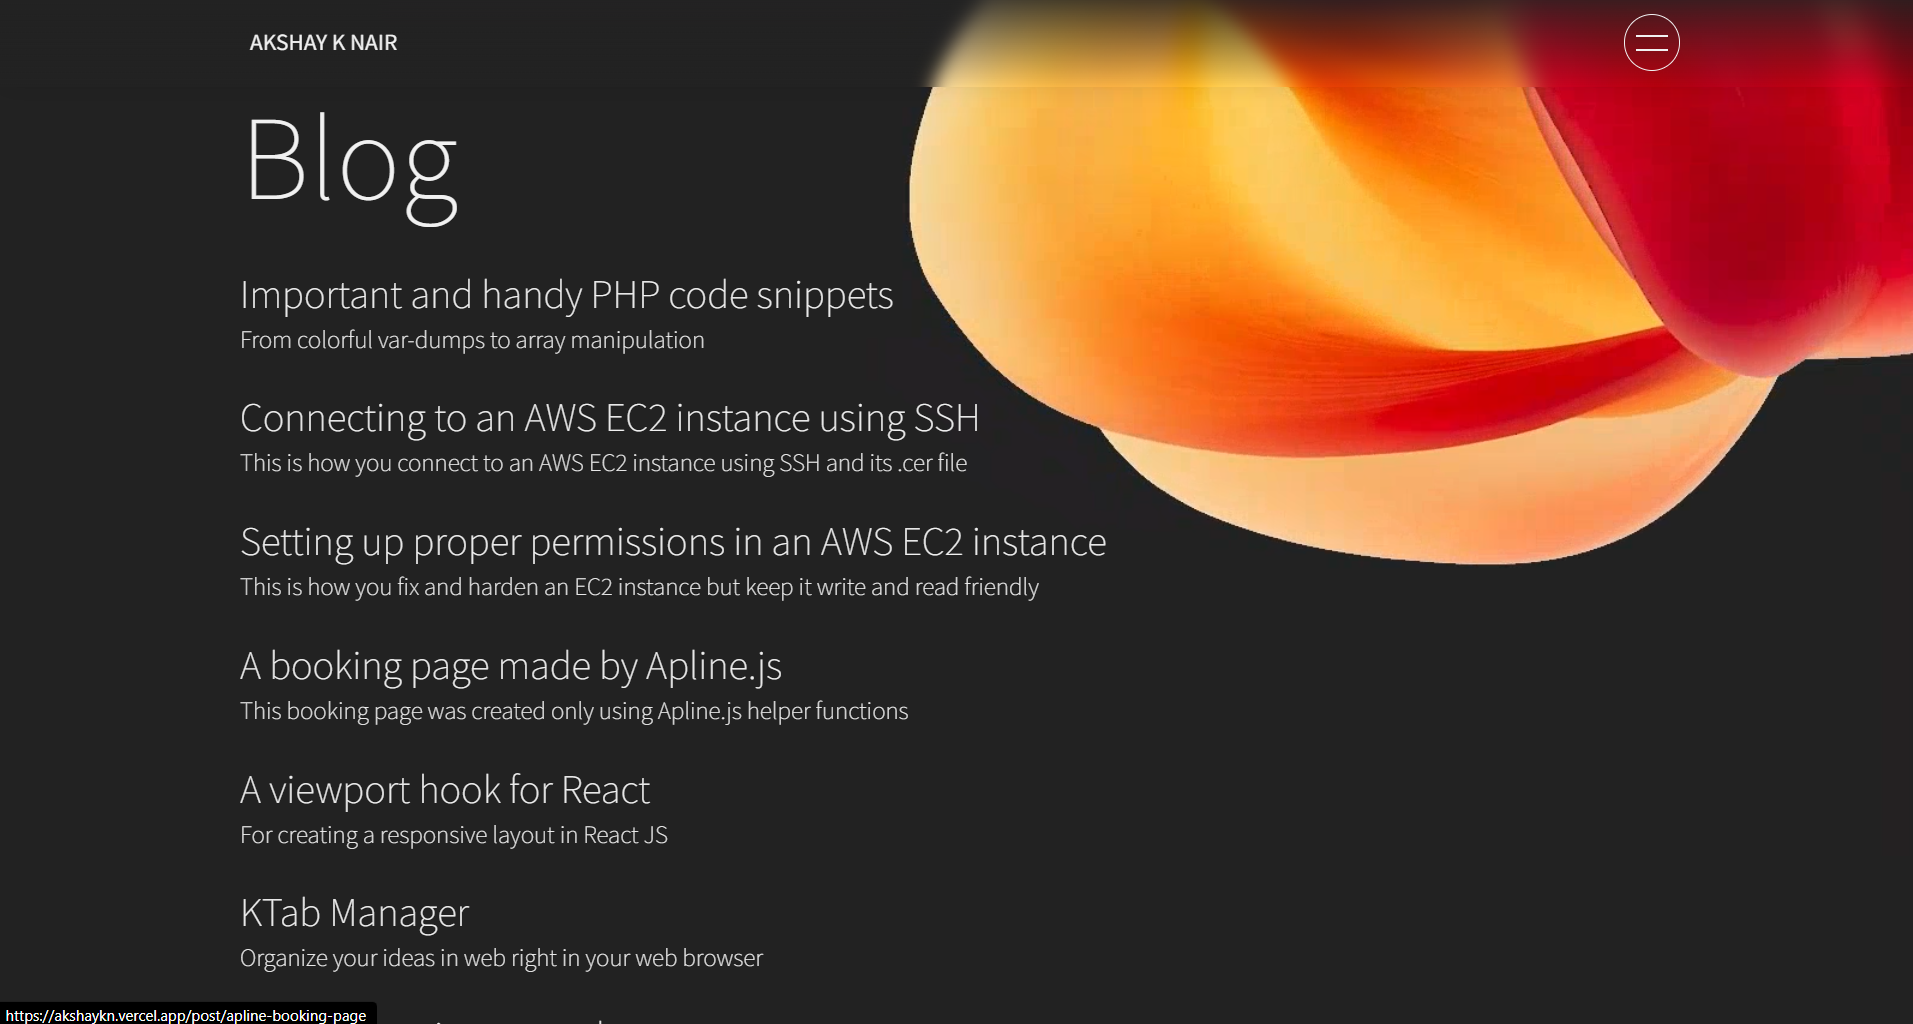 AKSHAY K NAIR
Blog
Important and handy PHP code snippets
From colorful var-dumps to array manipulation
Connecting to an AWS EC2 instance using SSH
This is how you connect to an AWS EC2 instance using SSH and its .cer file
Setting up proper permissions in an AWS EC2 instance
This is how you fix and harden an EC2 instance but keep it write and read friendly
A booking page made by Apline.js
This booking page was created only using Apline.js helper functions
A viewport hook for React
For creating a responsive layout in React JS
KTab Manager
Organize your ideas in web right in your web browser
https://akshaykn.vercel.app/post/apline-booking-page